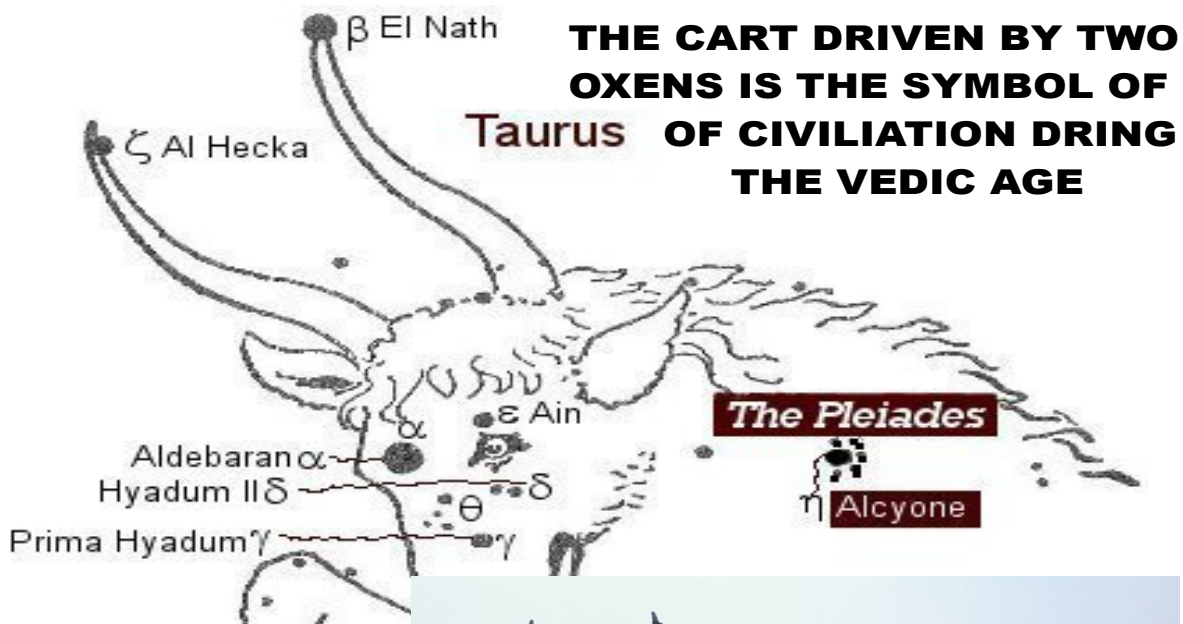 β El Nath
THE CART DRIVEN BY TWO
OXENS IS THE SYMBOL OF
Taurus
OF CIVILIATION DRING
THE VEDIC AGE
ζ Al Hecka
The Pleiades
ε Ain
α
Aldebaran α
Hyadum II δ
δ
θ
η Alcyone
Prima Hyadum γ
γ